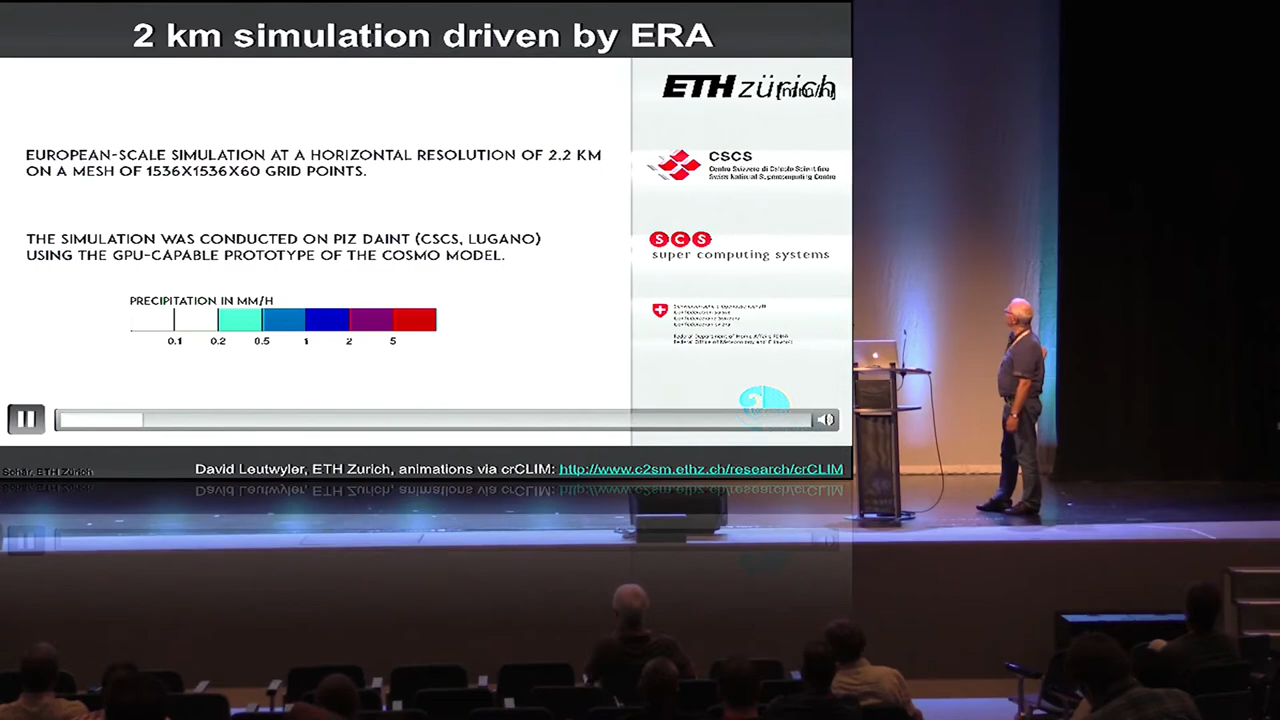 2 km simulation driven by ERA
ETH zürich
[mm/h]
EUROPEAN-SCALE SIMULATION AT A HORIZONTAL RESOLUTION OF 2.2 KM
ON A MESH OF 1536X1536X60 GRID POINTS.
CSCS
Centro Svizzero di Calcolo Scientifico
Swiss National Supercomputing Centre
THE SIMULATION WAS CONDUCTED ON PIZ DAINT (CSCS, LUGANO)
USING THE GPU-CAPABLE PROTOTYPE OF THE COSMO MODEL.
SCS
super computing systems
PRECIPITATION IN MM/H
0.1 0.2 0.5 1 2 5
Schär, ETH Zürich
David Leutwyler, ETH Zurich, animations via crCLIM: http://www.c2sm.ethz.ch/research/crCLIM